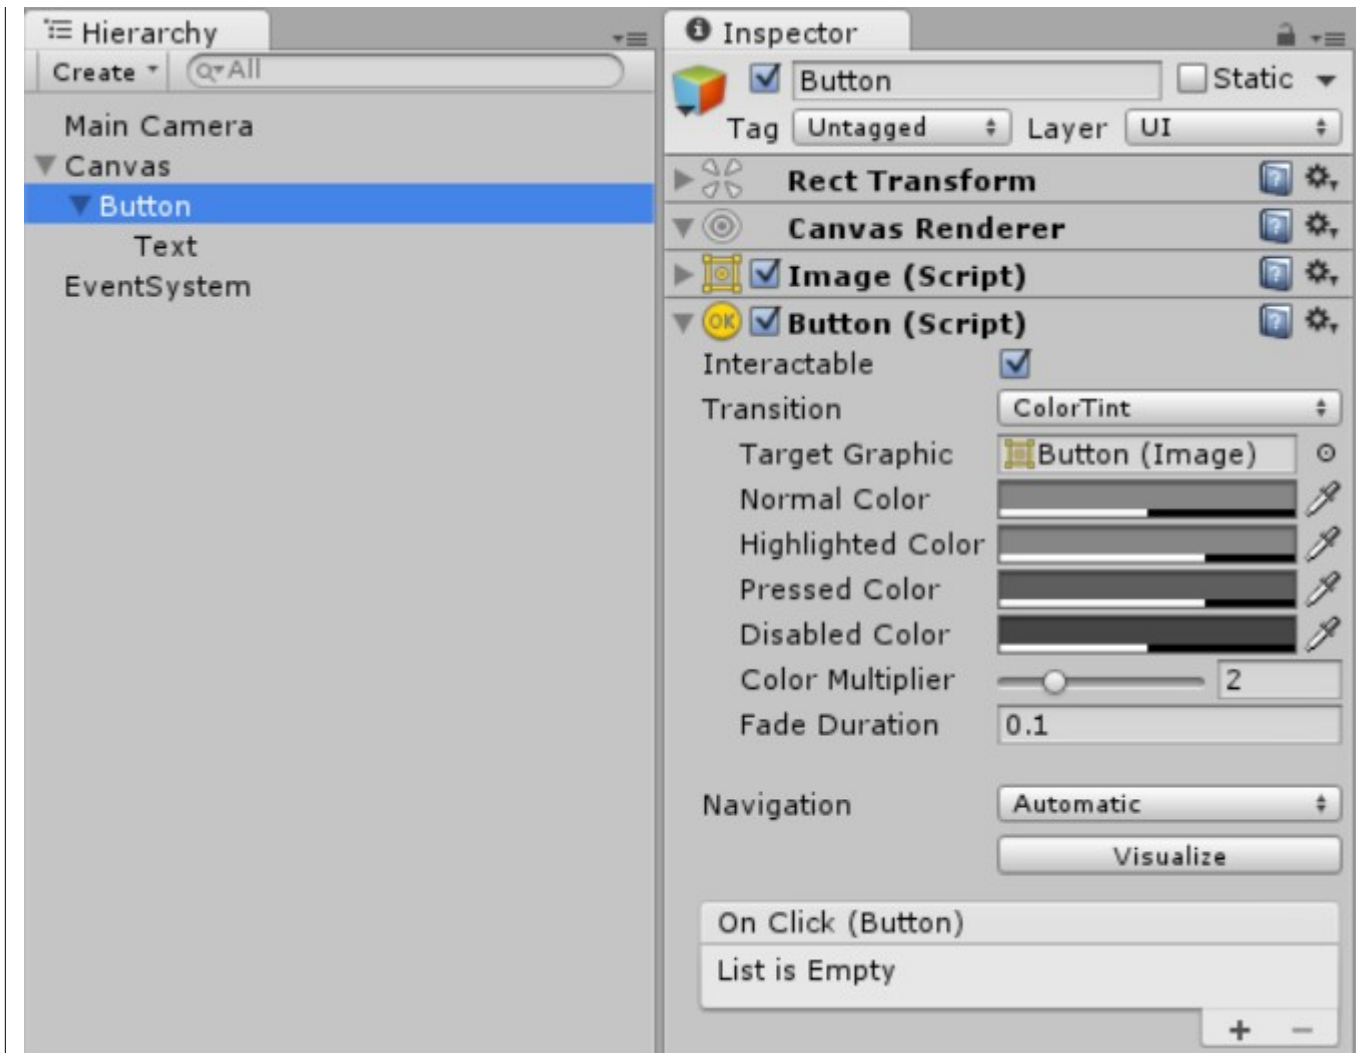 Hierarchy
Create
All
Main Camera
Canvas
Button
Text
EventSystem
Inspector
Button
Static
Tag Untagged Layer UI
Rect Transform
Canvas Renderer
Image (Script)
OK Button (Script)
Interactable
Transition ColorTint
Target Graphic Button (Image)
Normal Color
Highlighted Color
Pressed Color
Disabled Color
Color Multiplier 2
Fade Duration 0.1
Navigation Automatic
Visualize
On Click (Button)
List is Empty